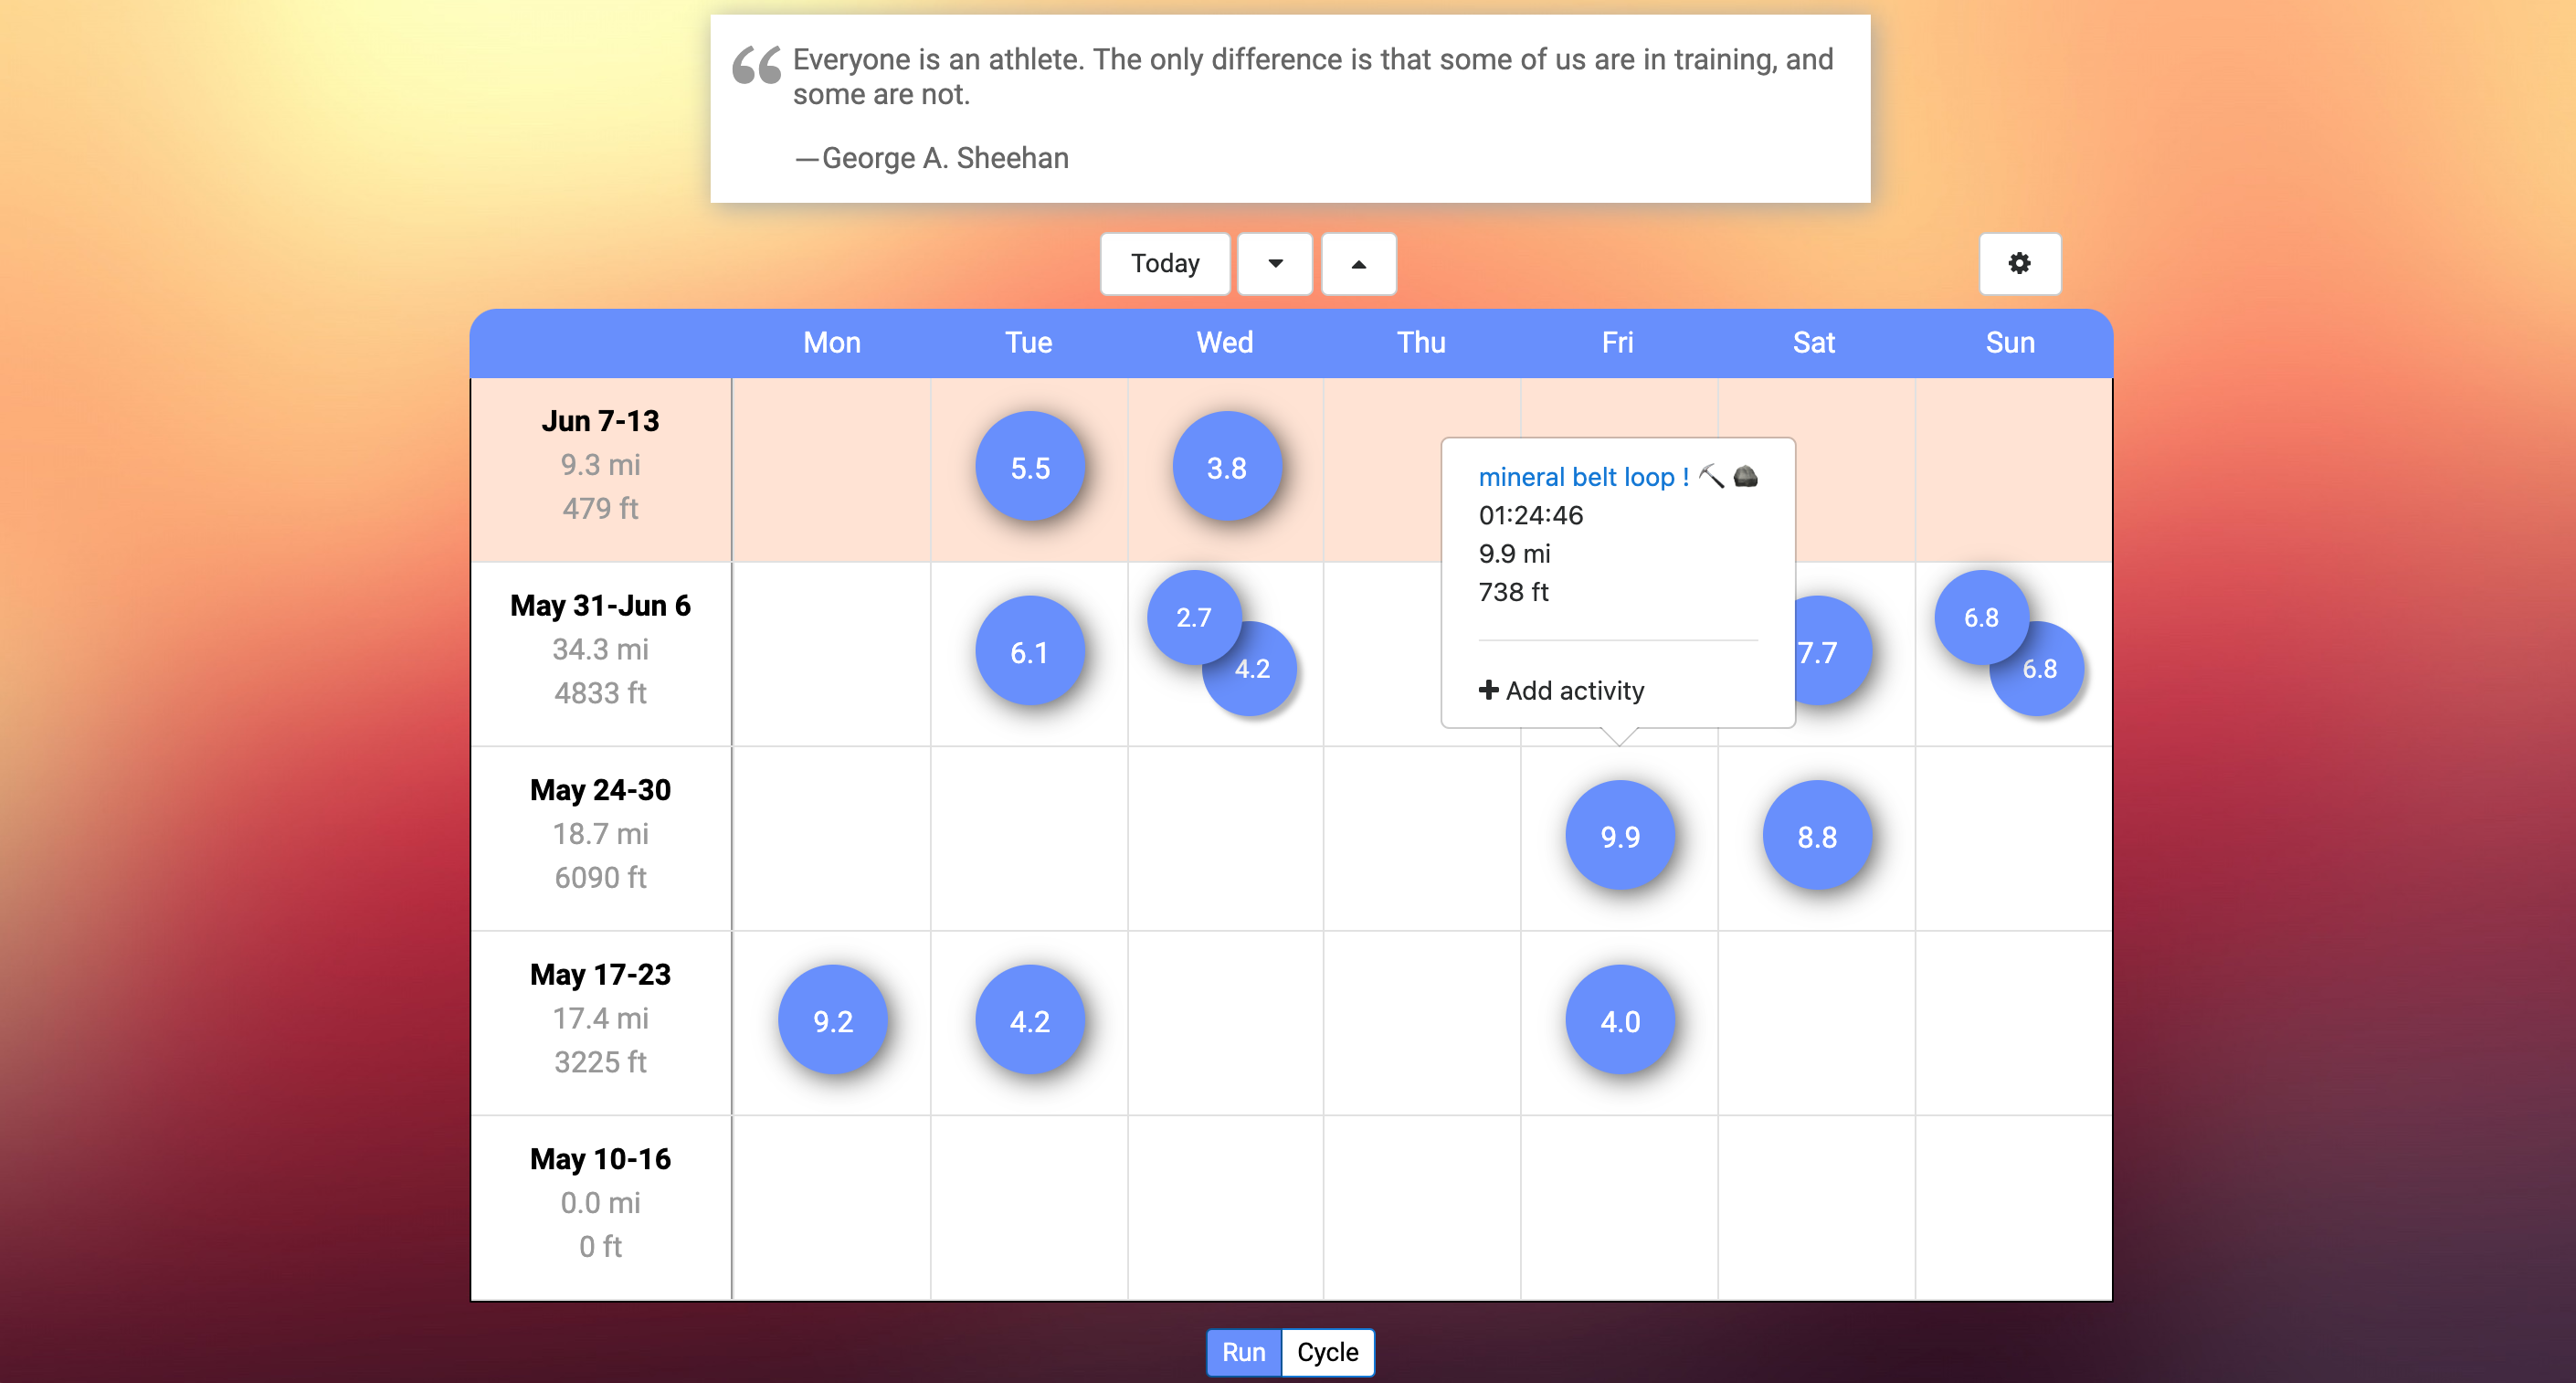 Everyone is an athlete. The only difference is that some of us are in training, and
some are not.
—George A. Sheehan
Today
Mon Tue Wed Thu Fri Sat Sun
Jun 7-13
9.3 mi
479 ft
5.5
3.8
mineral belt loop ! ⛏️ 🪨
01:24:46
9.9 mi
738 ft
Add activity
May 31-Jun 6
34.3 mi
4833 ft
6.1
2.7
4.2
7.7
6.8
6.8
May 24-30
18.7 mi
6090 ft
9.9
8.8
May 17-23
17.4 mi
3225 ft
9.2
4.2
4.0
May 10-16
0.0 mi
0 ft
Run Cycle